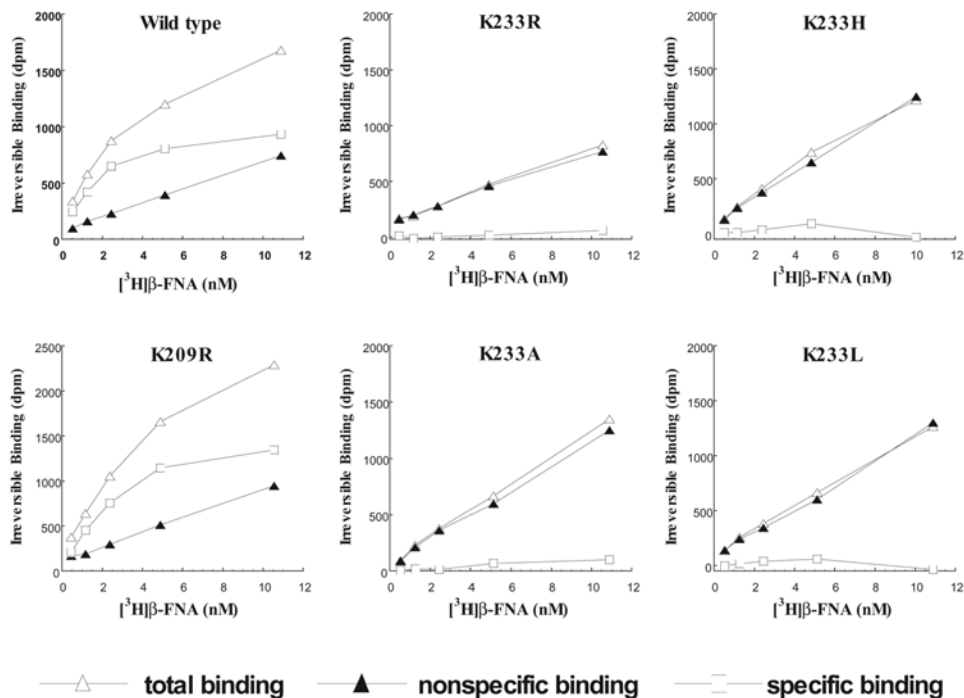 Wild type
2000
1500
1000
500
0
0 2 4 6 8 10 12
Irreversible Binding (dpm)
[³H]β-FNA (nM)
K233R
2000
1500
1000
500
0
0 2 4 6 8 10 12
Irreversible Binding (dpm)
[³H]β-FNA (nM)
K233H
2000
1500
1000
500
0
0 2 4 6 8 10 12
Irreversible Binding (dpm)
[³H]β-FNA (nM)
K209R
2500
2000
1500
1000
500
0
0 2 4 6 8 10 12
Irreversible Binding (dpm)
[³H]β-FNA (nM)
K233A
2000
1500
1000
500
0
0 2 4 6 8 10 12
Irreversible Binding (dpm)
[³H]β-FNA (nM)
K233L
2000
1500
1000
500
0
0 2 4 6 8 10 12
Irreversible Binding (dpm)
[³H]β-FNA (nM)
total binding nonspecific binding specific binding